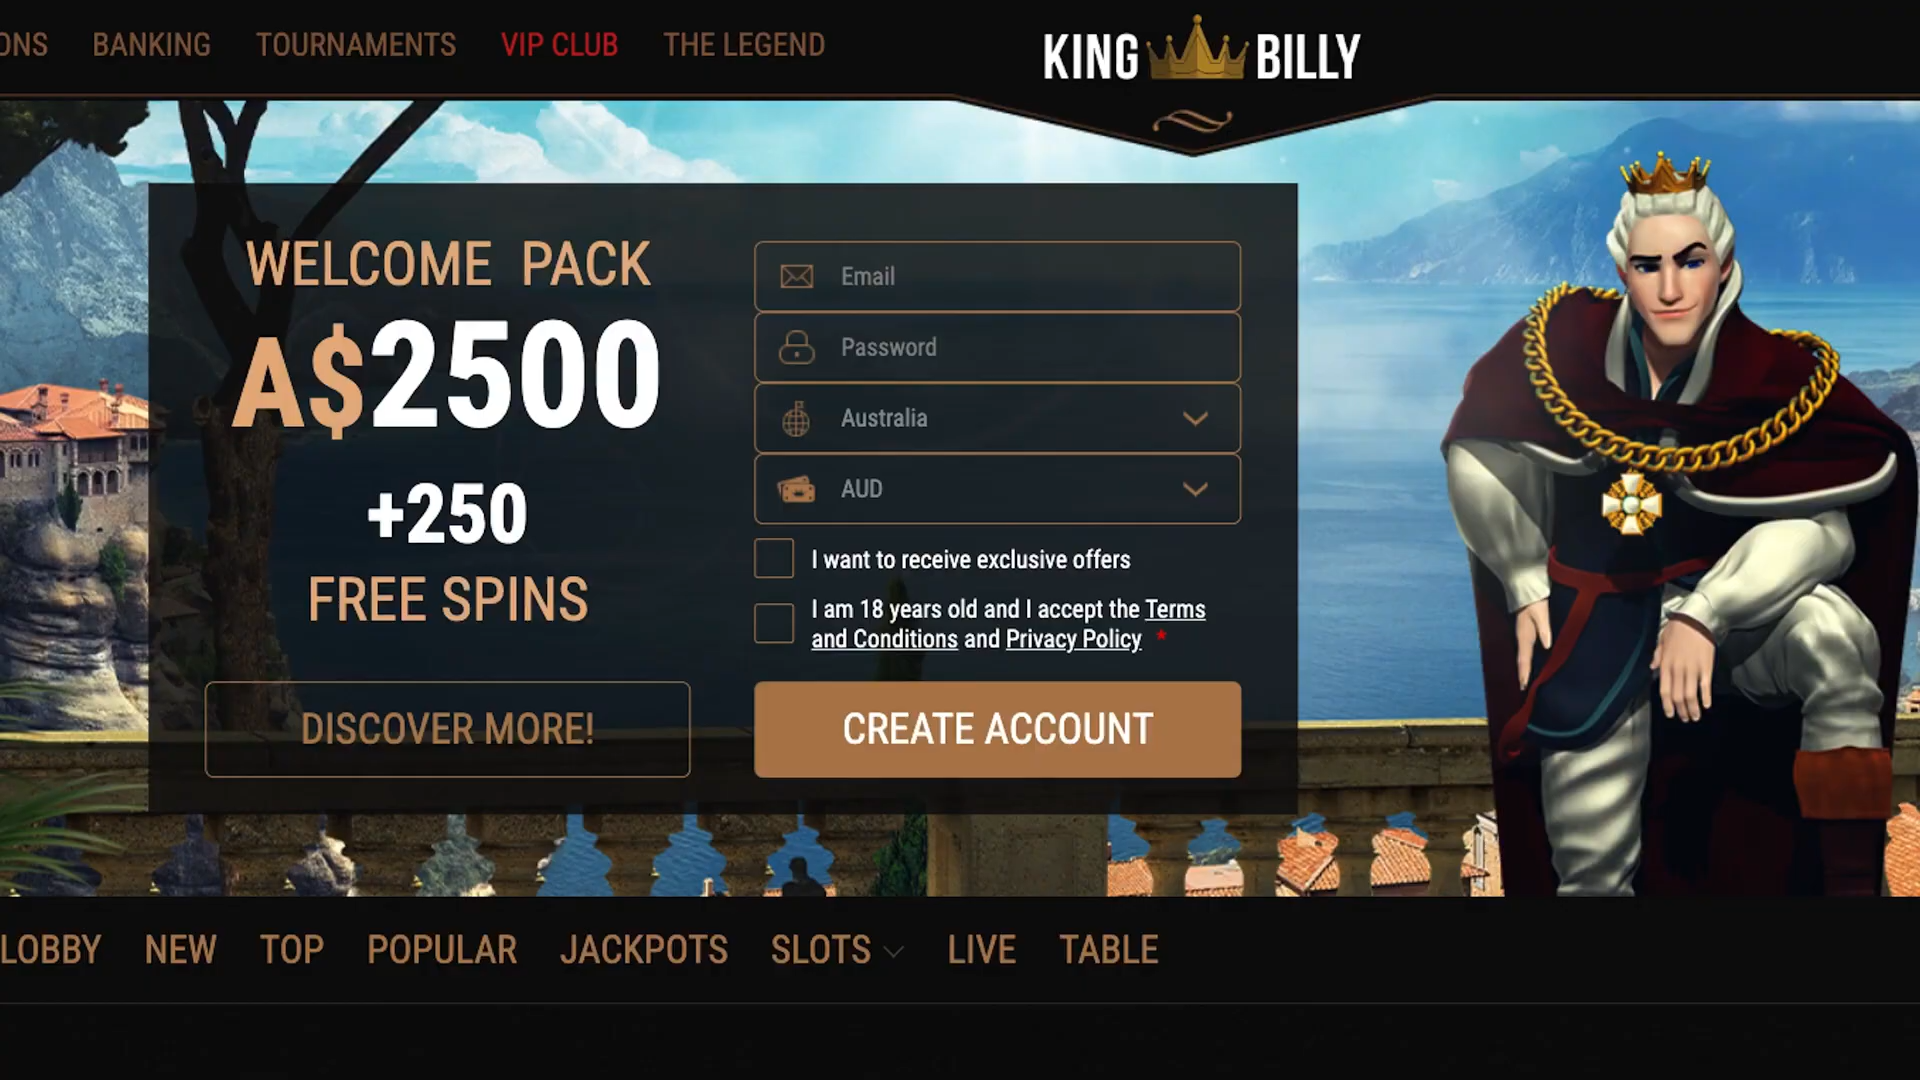 ONS BANKING TOURNAMENTS VIP CLUB THE LEGEND
KING BILLY
WELCOME PACK
A$2500
+250
FREE SPINS
DISCOVER MORE!
Email
Password
Australia
AUD
I want to receive exclusive offers
I am 18 years old and I accept the Terms
and Conditions and Privacy Policy *
CREATE ACCOUNT
LOBBY NEW TOP POPULAR JACKPOTS SLOTS LIVE TABLE